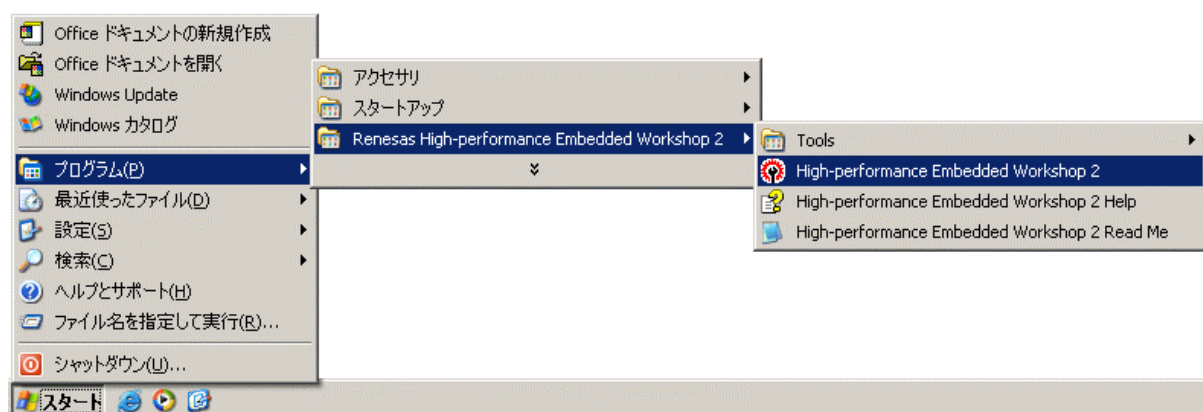 Office ドキュメントの新規作成
Office ドキュメントを開く
Windows Update
Windows カタログ
プログラム(P)
最近使ったファイル(D)
設定(S)
検索(C)
ヘルプとサポート(H)
ファイル名を指定して実行(R)...
シャットダウン(U)...
スタート
アクセサリ
スタートアップ
Renesas High-performance Embedded Workshop 2
Tools
High-performance Embedded Workshop 2
High-performance Embedded Workshop 2 Help
High-performance Embedded Workshop 2 Read Me